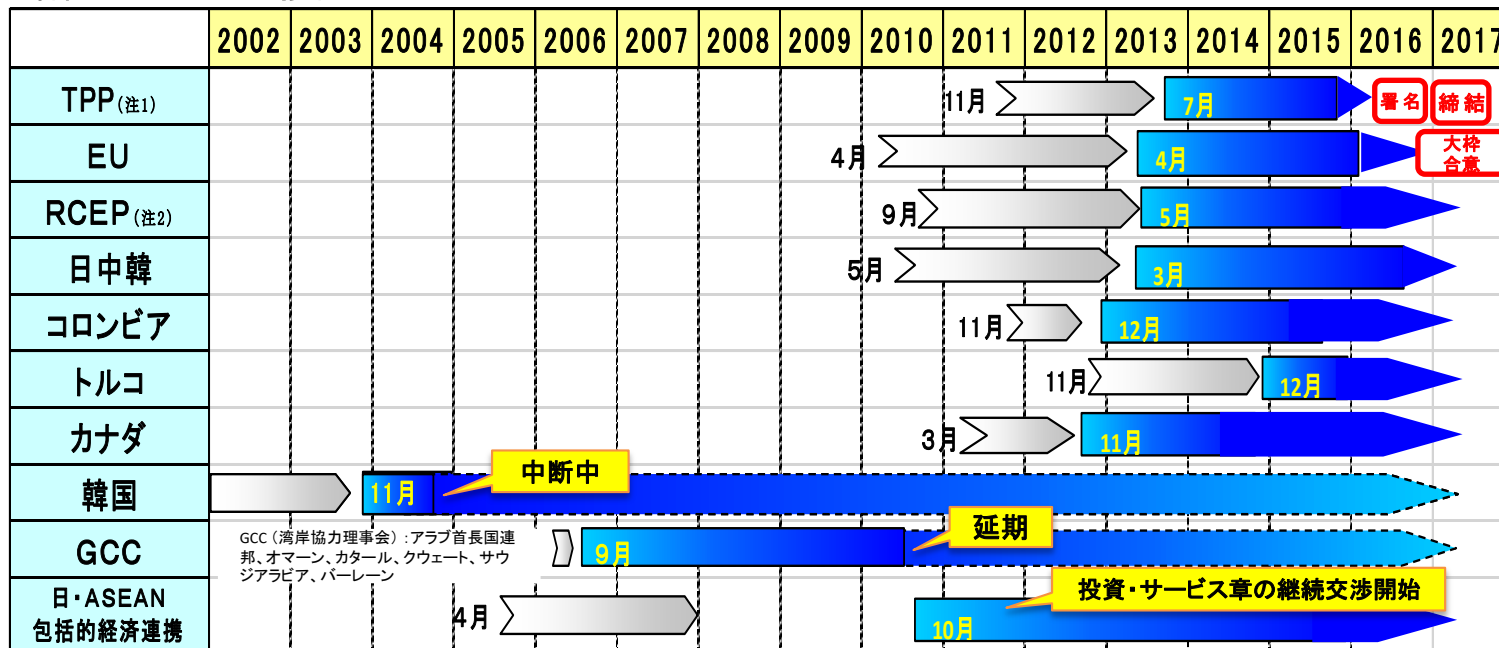 2002 2003 2004 2005 2006 2007 2008 2009 2010 2011 2012 2013 2014 2015 2016 2017
TPP(注1) 11月 7月 署名 締結
EU 4月 4月 大枠
合意
RCEP(注2) 9月 5月
日中韓 5月 3月
コロンビア 11月 12月
トルコ 11月 12月
カナダ 3月 11月
韓国 11月 中断中
GCC 9月 延期
GCC(湾岸協力理事会):アラブ首長国連
邦、オマーン、カタール、クウェート、サウ
ジアラビア、バーレーン
日・ASEAN
包括的経済連携 4月 10月 投資・サービス章の継続交渉開始